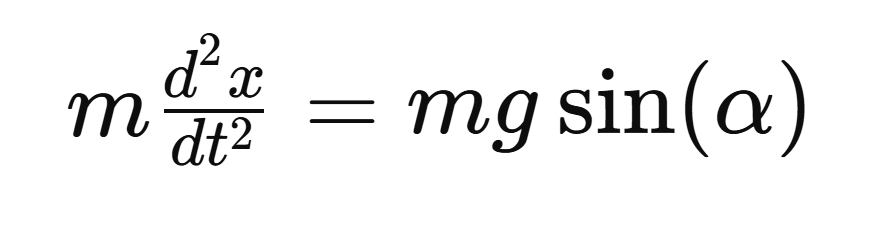 m d²x/dt² = mg sin(α)